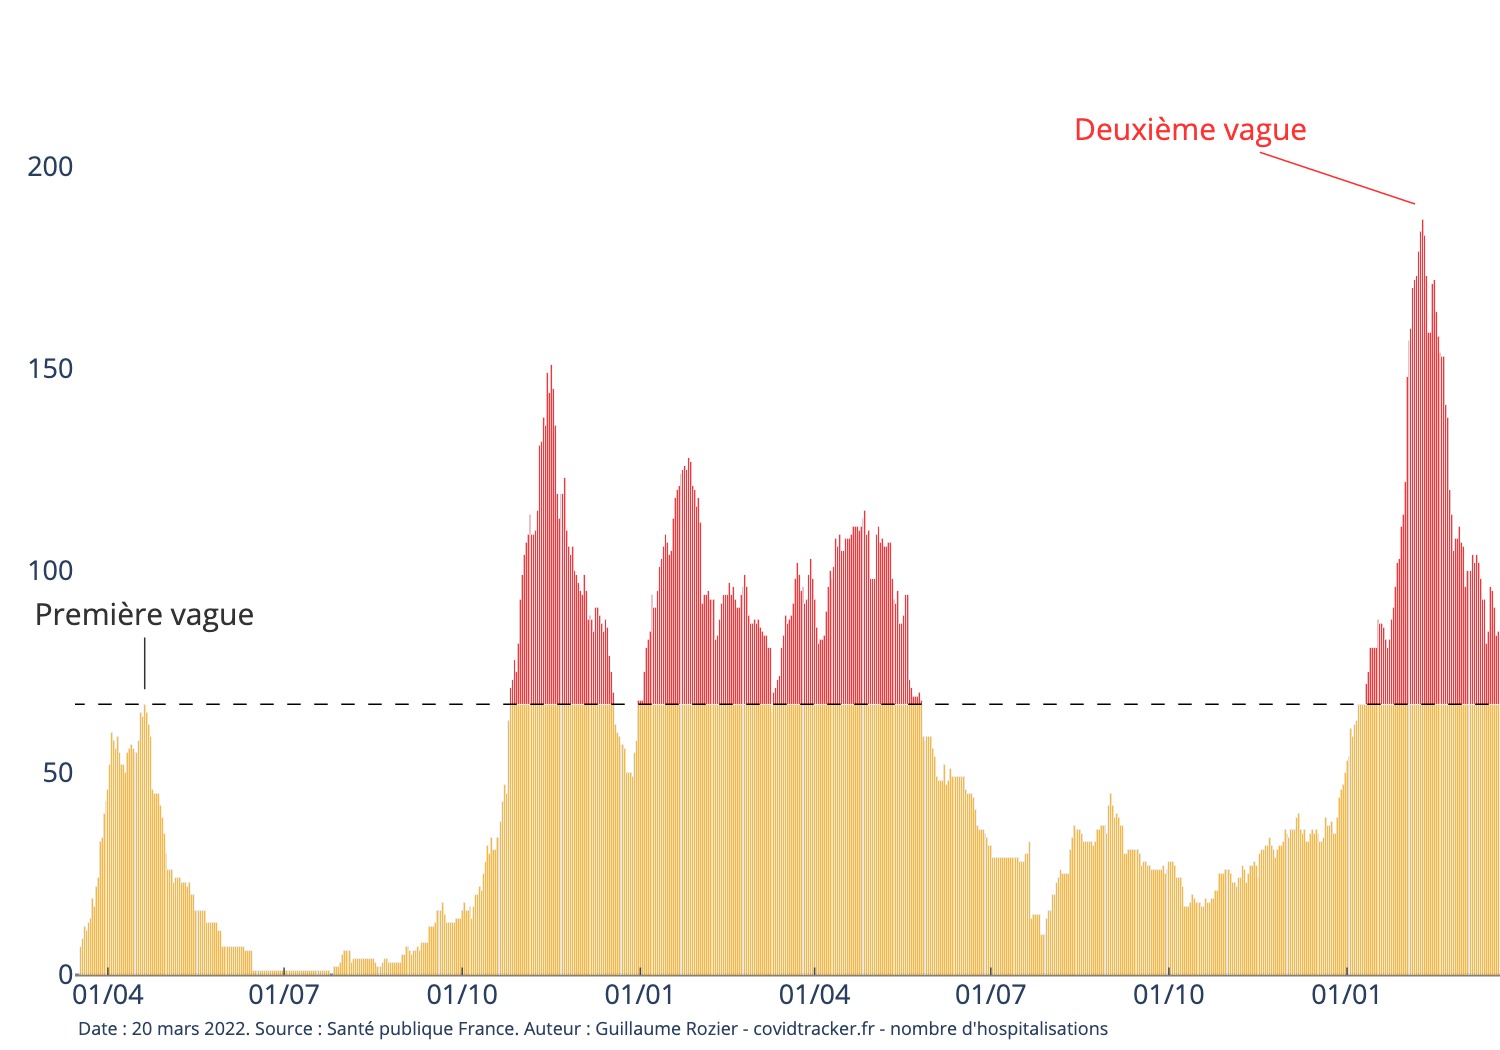 Deuxième vague
200
150
100
Première vague
50
0
01/04 01/07 01/10 01/01 01/04 01/07 01/10 01/01
Date : 20 mars 2022. Source : Santé publique France. Auteur : Guillaume Rozier - covidtracker.fr - nombre d'hospitalisations